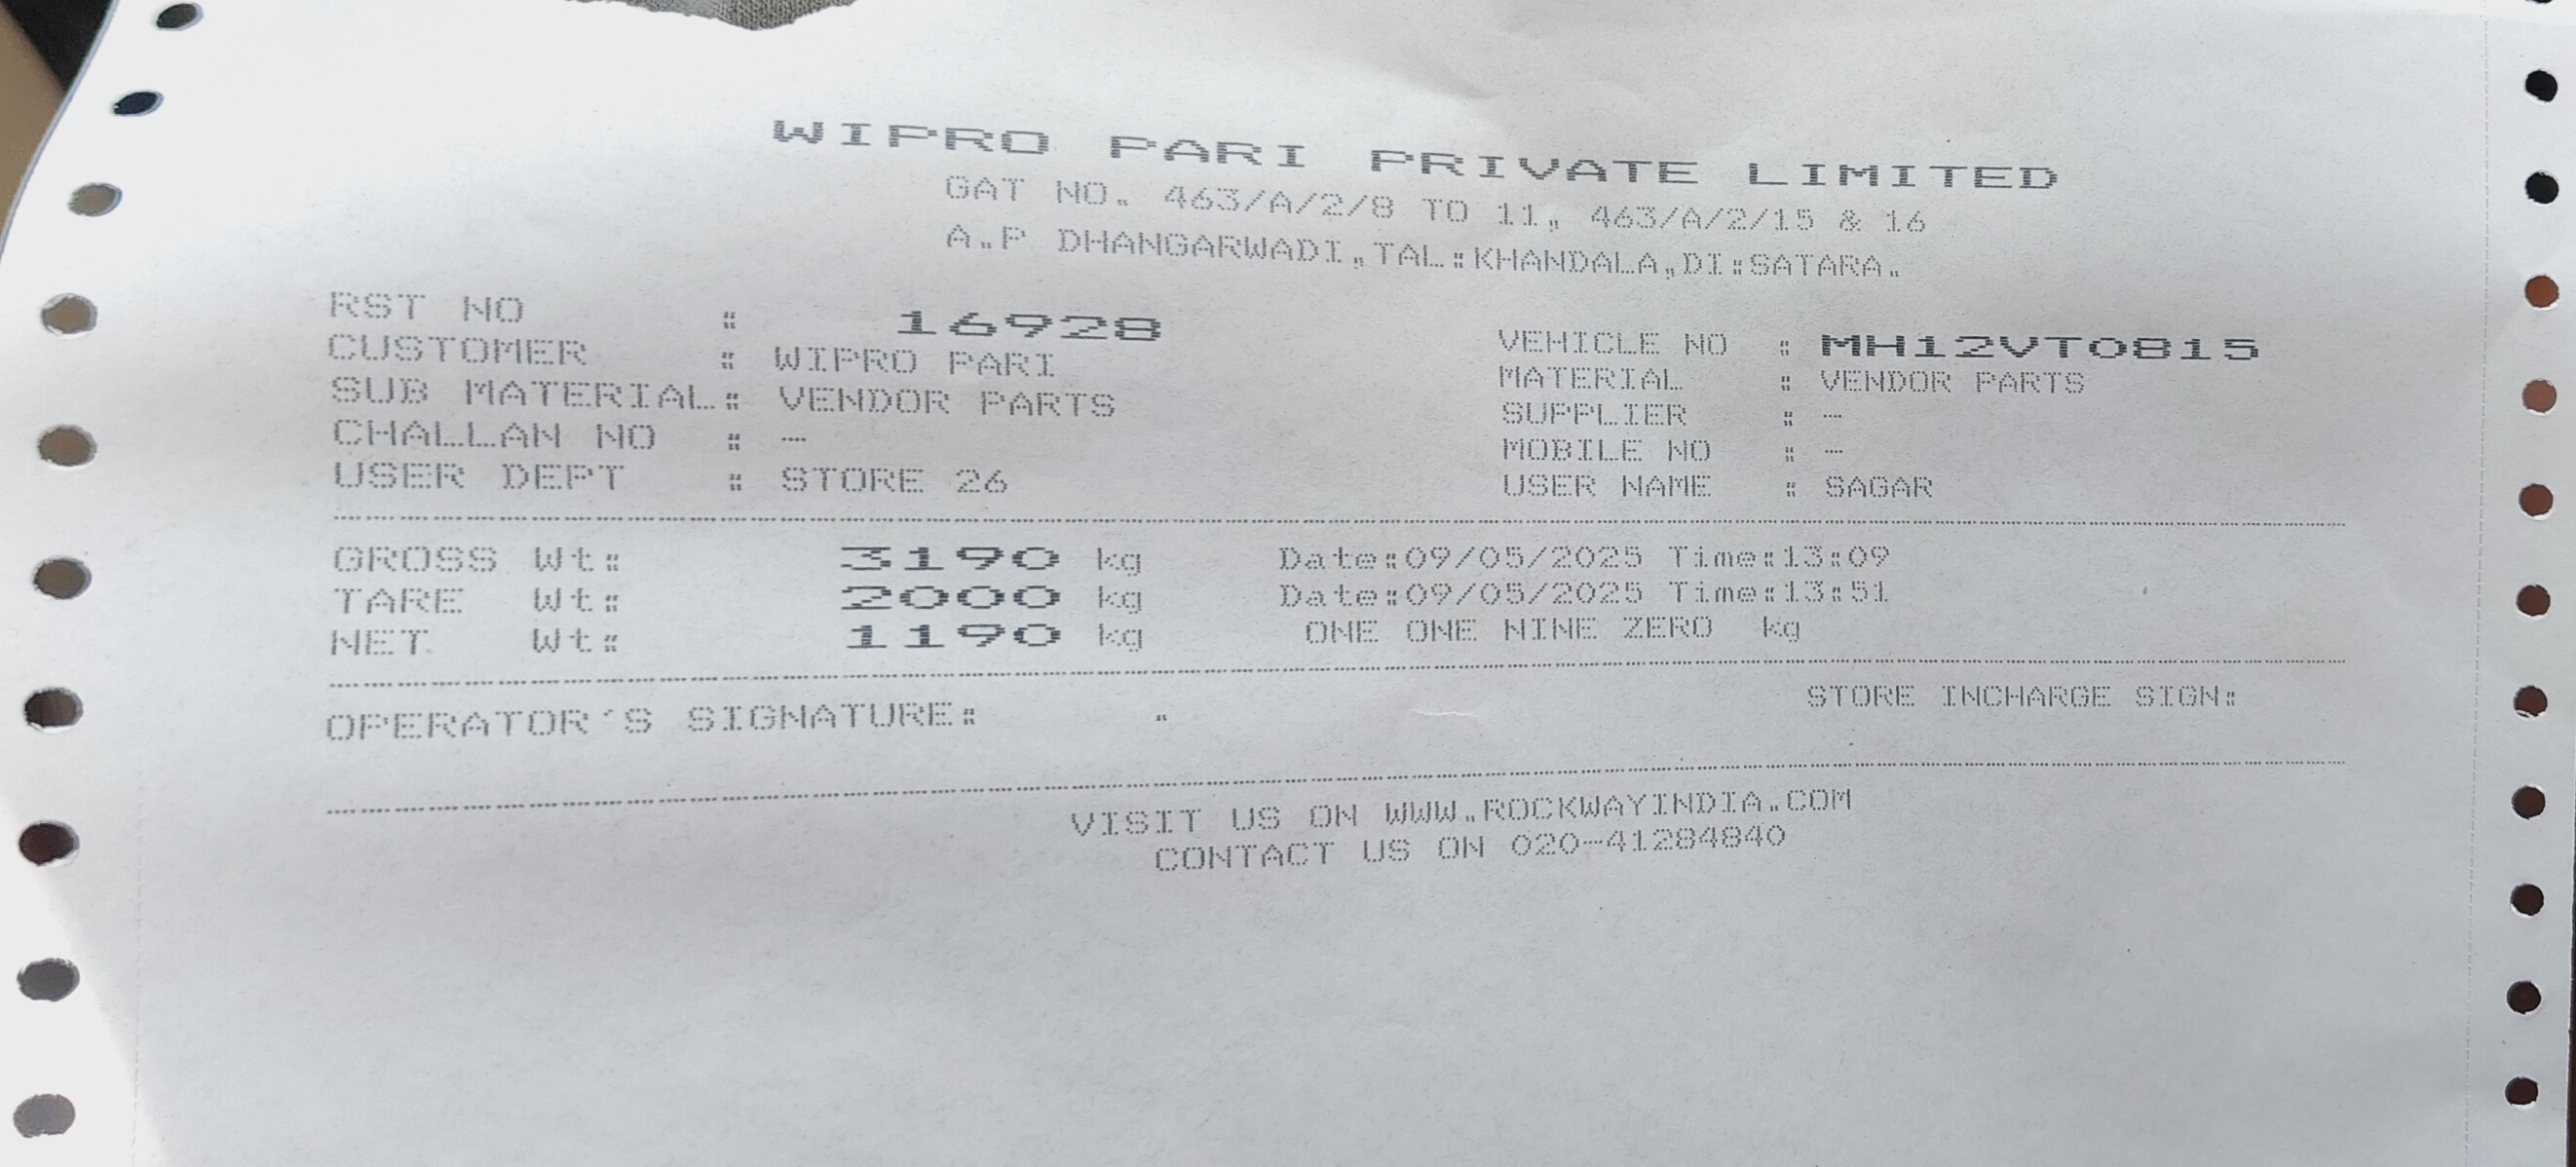 WIPRO PARI PRIVATE LIMITED
GAT NO. 463/A/2/8 TO 11, 463/A/2/15 & 16
A.P DHANGARWADI,TAL:KHANDALA,DI:SATARA.
RST NO : 16928 VEHICLE NO : MH12VT0815
CUSTOMER : WIPRO PARI MATERIAL : VENDOR PARTS
SUB MATERIAL: VENDOR PARTS SUPPLIER : -
CHALLAN NO : - MOBILE NO : -
USER DEPT : STORE 26 USER NAME : SAGAR
GROSS Wt: 3190 kg Date:09/05/2025 Time:13:09
TARE Wt: 2000 kg Date:09/05/2025 Time:13:51
NET Wt: 1190 kg ONE ONE NINE ZERO kg
OPERATOR'S SIGNATURE: . STORE INCHARGE SIGN:
VISIT US ON WWW.ROCKWAYINDIA.COM
CONTACT US ON 020-41284840